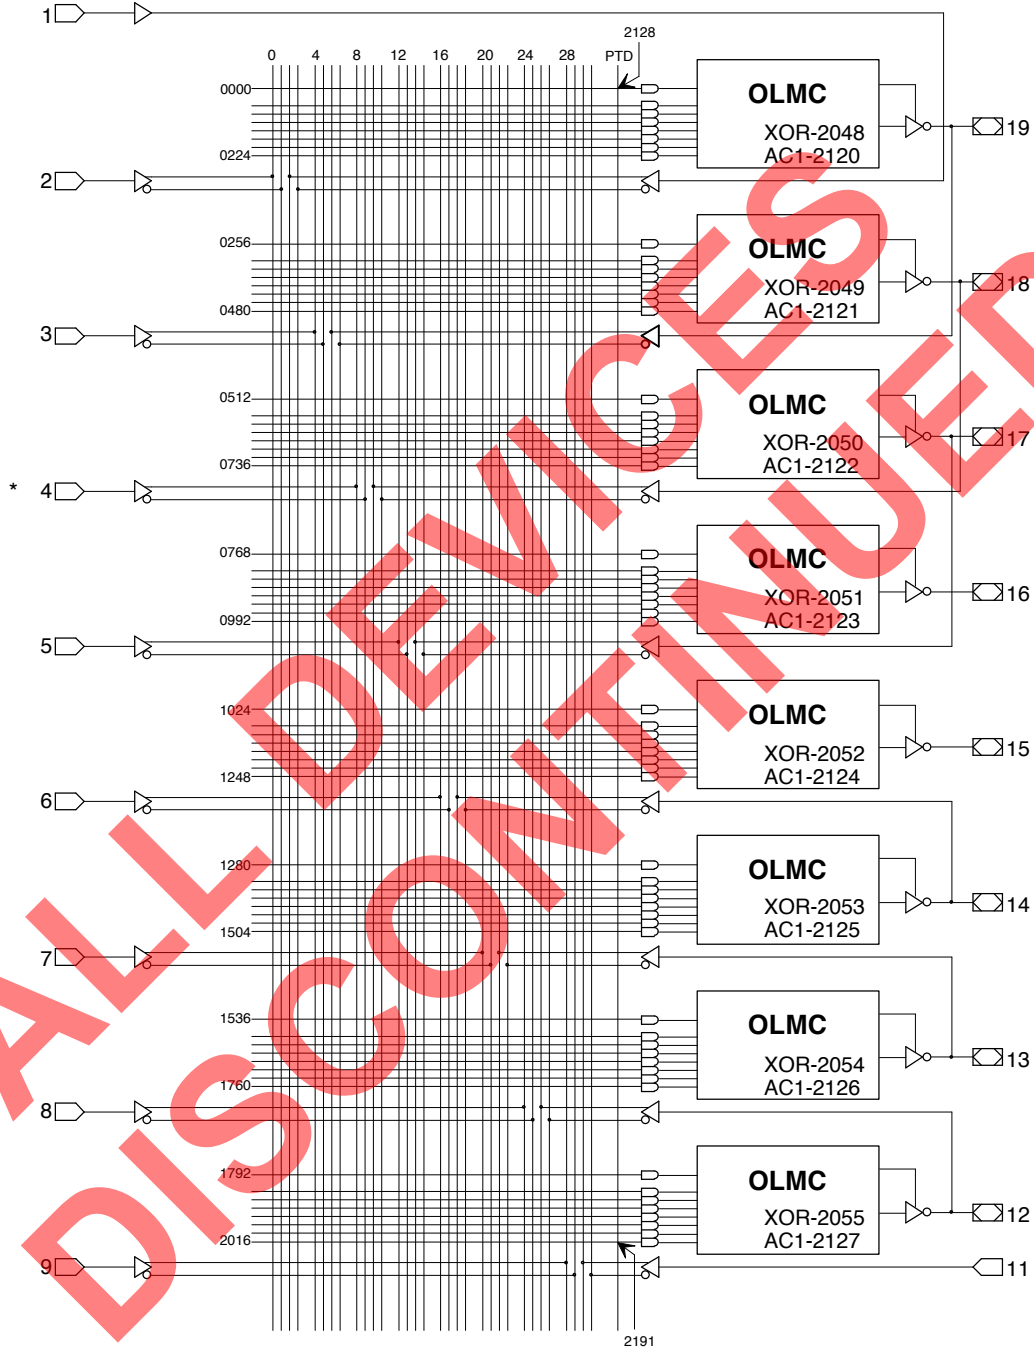 1
2128
0 4 8 12 16 20 24 28 PTD
0000
OLMC
XOR-2048
AC1-2120
19
0224
2
0256
OLMC
XOR-2049
AC1-2121
18
0480
3
0512
OLMC
XOR-2050
AC1-2122
17
0736
* 4
0768
OLMC
XOR-2051
AC1-2123
16
0992
5
1024
OLMC
XOR-2052
AC1-2124
15
1248
6
1280
OLMC
XOR-2053
AC1-2125
14
1504
7
1536
OLMC
XOR-2054
AC1-2126
13
1760
8
1792
OLMC
XOR-2055
AC1-2127
12
2016
9
11
2191
ALL DEVICES
DISCONTINUED